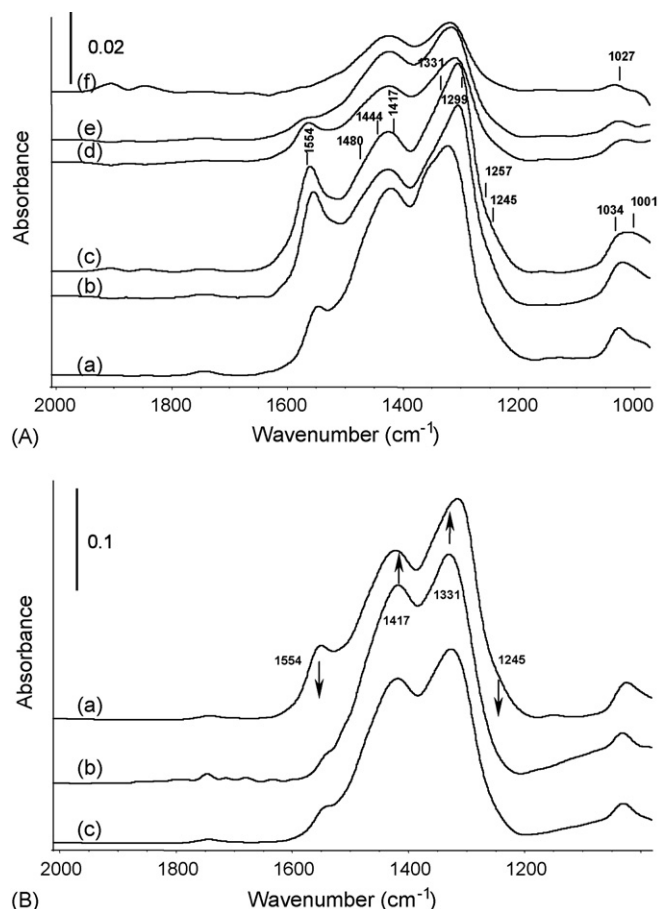 0.02
(f)
(e)
(d)
(c)
(b)
(a)
1554
1480
1444
1417
1331
1299
1257
1245
1034
1027
1001
Absorbance
2000 1800 1600 1400 1200 1000
(A)
Wavenumber (cm-1)
0.1
1554
1417
1331
1245
(a)
(b)
(c)
Absorbance
2000 1800 1600 1400 1200 1000
(B)
Wavenumber (cm-1)